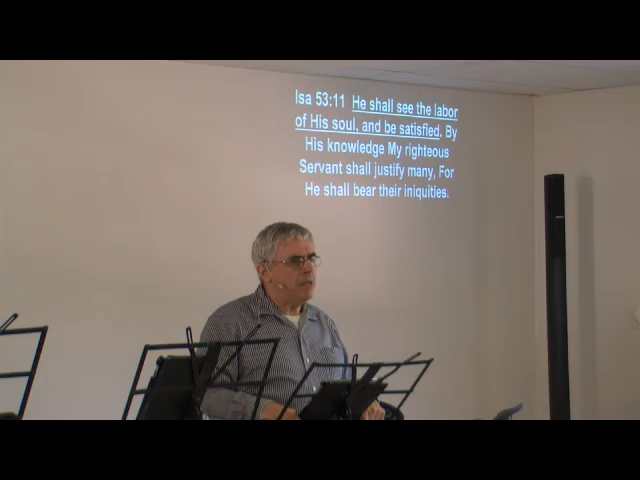 Isa 53:11 He shall see the labor
of His soul, and be satisfied. By
His knowledge My righteous
Servant shall justify many, For
He shall bear their iniquities.